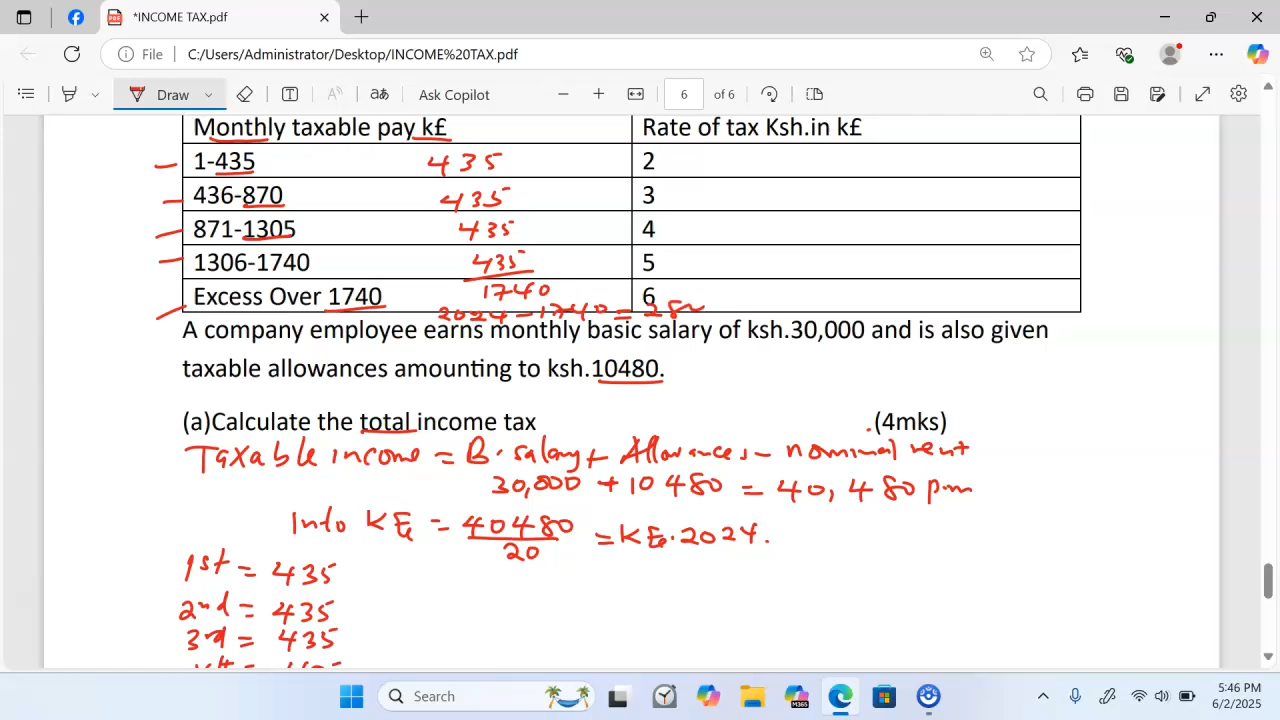 *INCOME TAX.pdf
File C:/Users/Administrator/Desktop/INCOME%20TAX.pdf
Draw Ask Copilot 6 of 6
Monthly taxable pay k£ Rate of tax Ksh.in k£
1-435 435 2
436-870 435 3
871-1305 435 4
1306-1740 435 5
1740
Excess Over 1740 6
2024 - 1740 =
A company employee earns monthly basic salary of ksh.30,000 and is also given
taxable allowances amounting to ksh.10480.
(a)Calculate the total income tax .(4mks)
Taxable income = B.salary + Allowances - nominal rent
30,000 + 10480 = 40,480 pm
Into K£ = 40480
20
= K£.2024.
1st = 435
2nd = 435
3rd = 435
Search
5:46 PM
6/2/2025